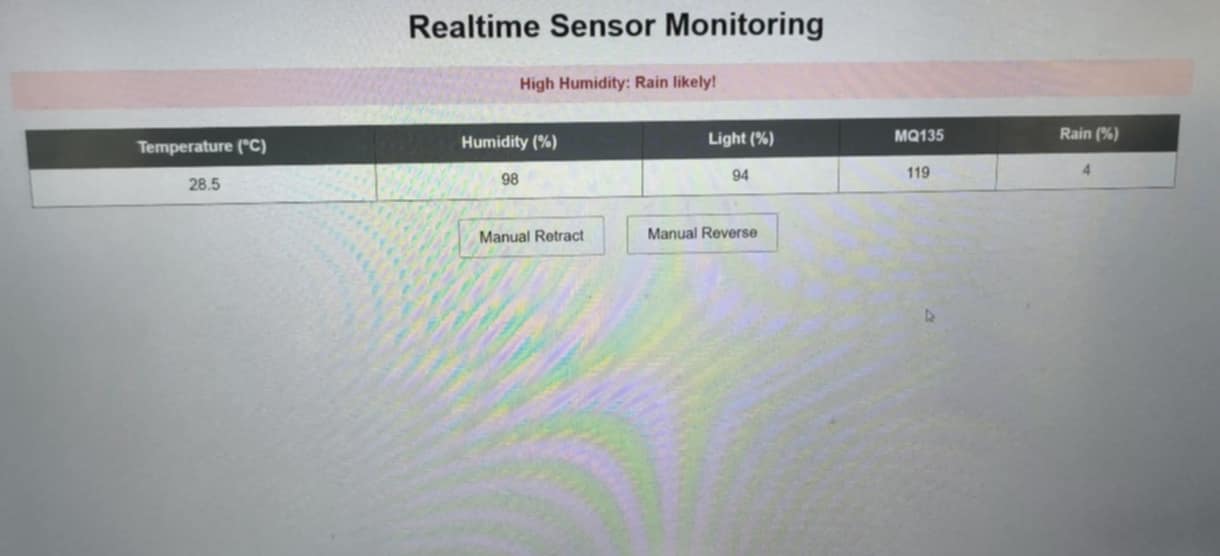 Realtime Sensor Monitoring
High Humidity: Rain likely!
Temperature (°C) Humidity (%) Light (%) MQ135 Rain (%)
28.5 98 94 119 4
Manual Retract Manual Reverse